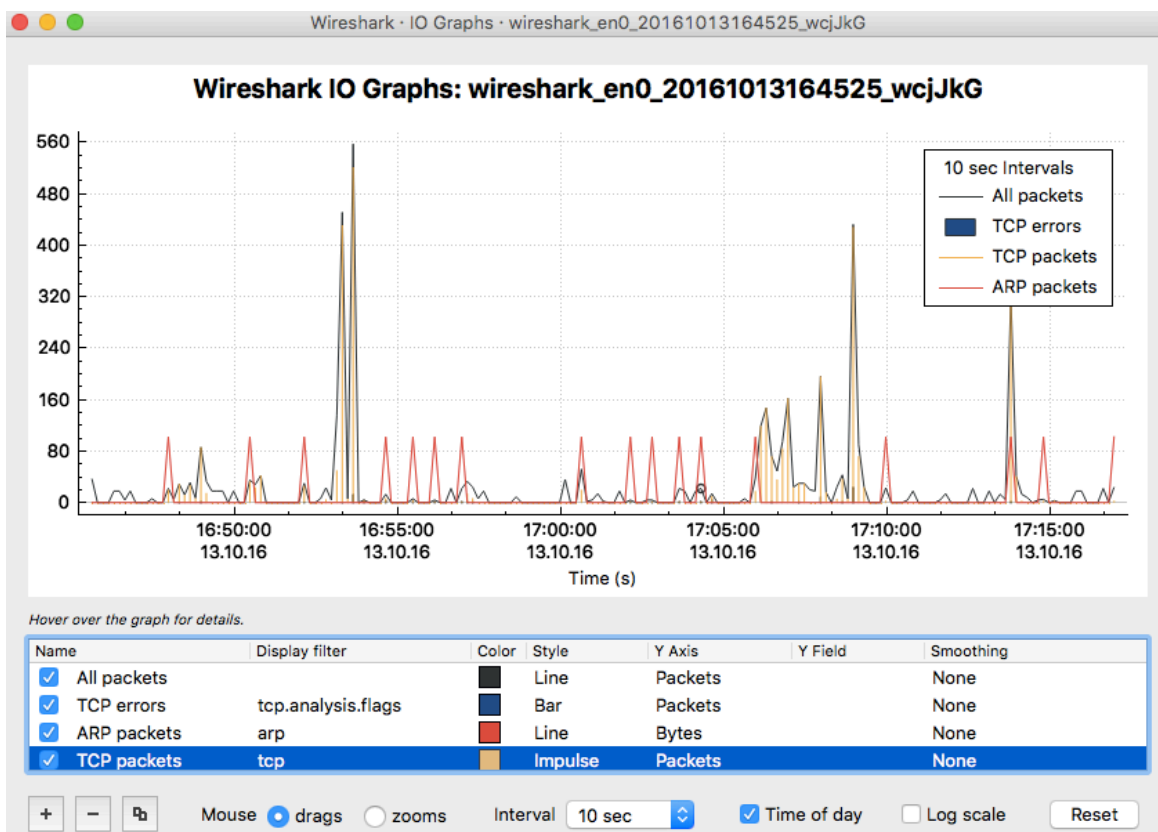 Wireshark · IO Graphs · wireshark_en0_20161013164525_wcjJkG
Wireshark IO Graphs: wireshark_en0_20161013164525_wcjJkG
560
480
400
320
240
160
80
0
10 sec Intervals
All packets
TCP errors
TCP packets
ARP packets
16:50:00 16:55:00 17:00:00 17:05:00 17:10:00 17:15:00
13.10.16 13.10.16 13.10.16 13.10.16 13.10.16 13.10.16
Time (s)
Hover over the graph for details.
Name Display filter Color Style Y Axis Y Field Smoothing
All packets Line Packets None
TCP errors tcp.analysis.flags Bar Packets None
ARP packets arp Line Bytes None
TCP packets tcp Impulse Packets None
+ − Mouse drags zooms Interval 10 sec Time of day Log scale Reset